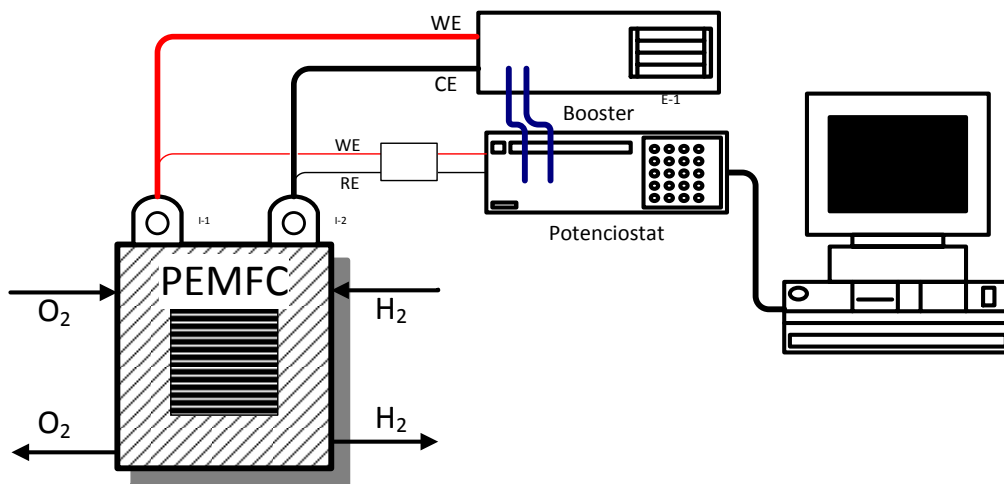 WE
CE
E-1
Booster
WE
RE
Potenciostat
I-1
I-2
PEMFC
O2
H2
O2
H2